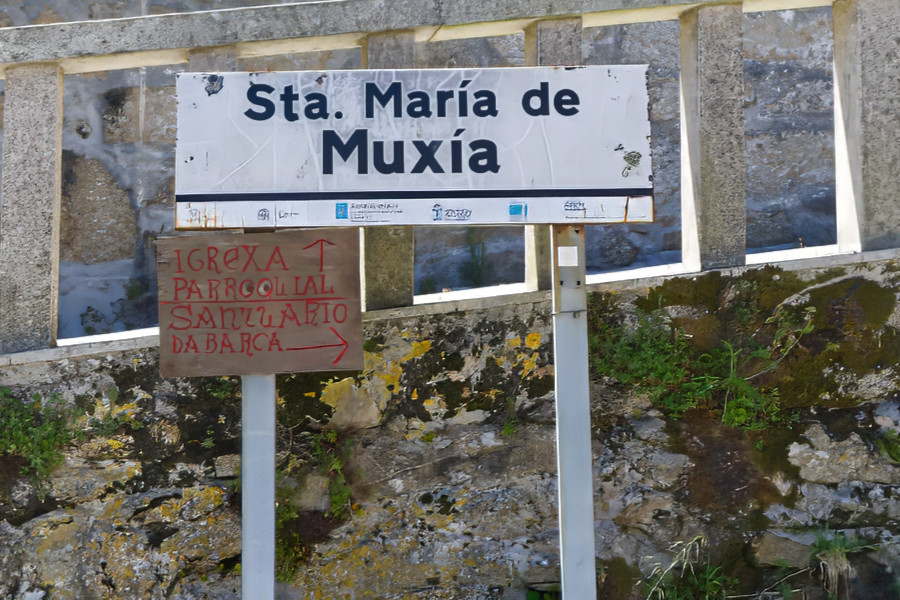 Sta. María de
Muxía
IGREXA
PARROQUIAL
SANTUARIO
DA BARCA